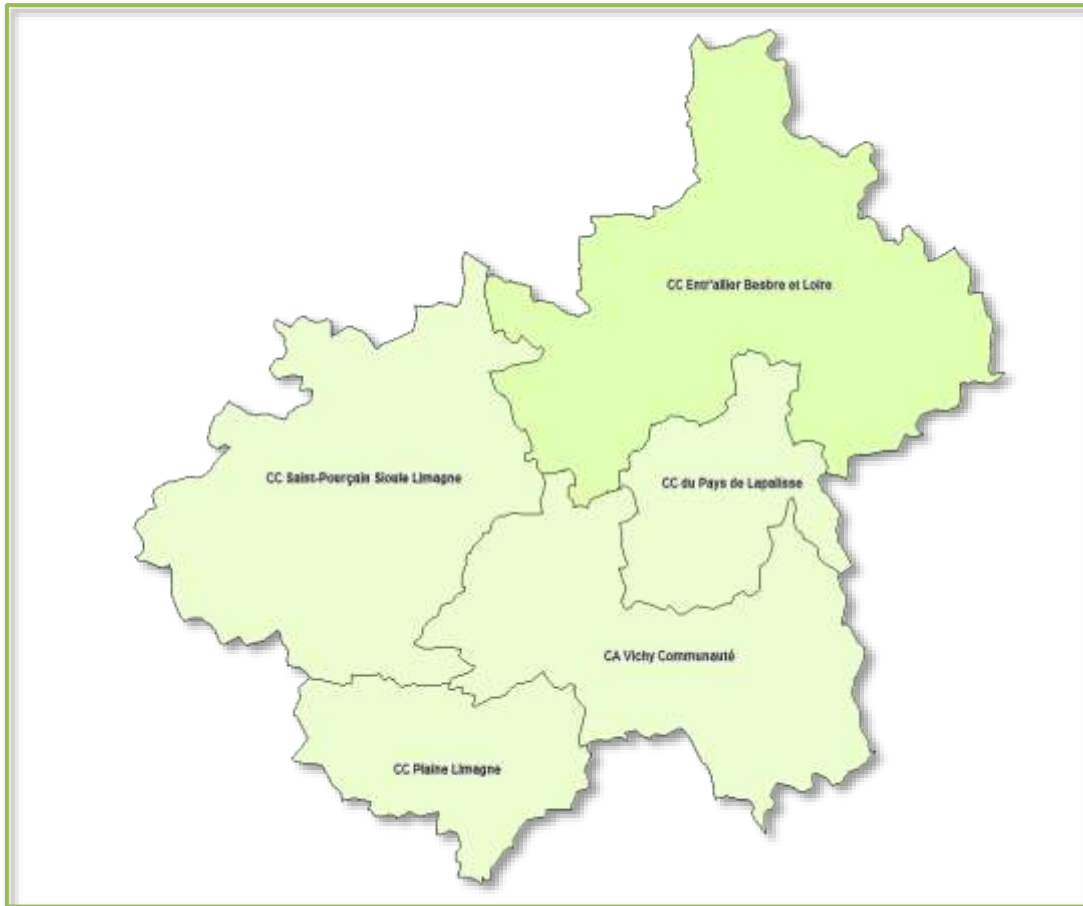 CC Entr'allier Besbre et Loire
CC Saint-Pourçain Sioule Limagne
CC du Pays de Lapalisse
CA Vichy Communauté
CC Plaine Limagne